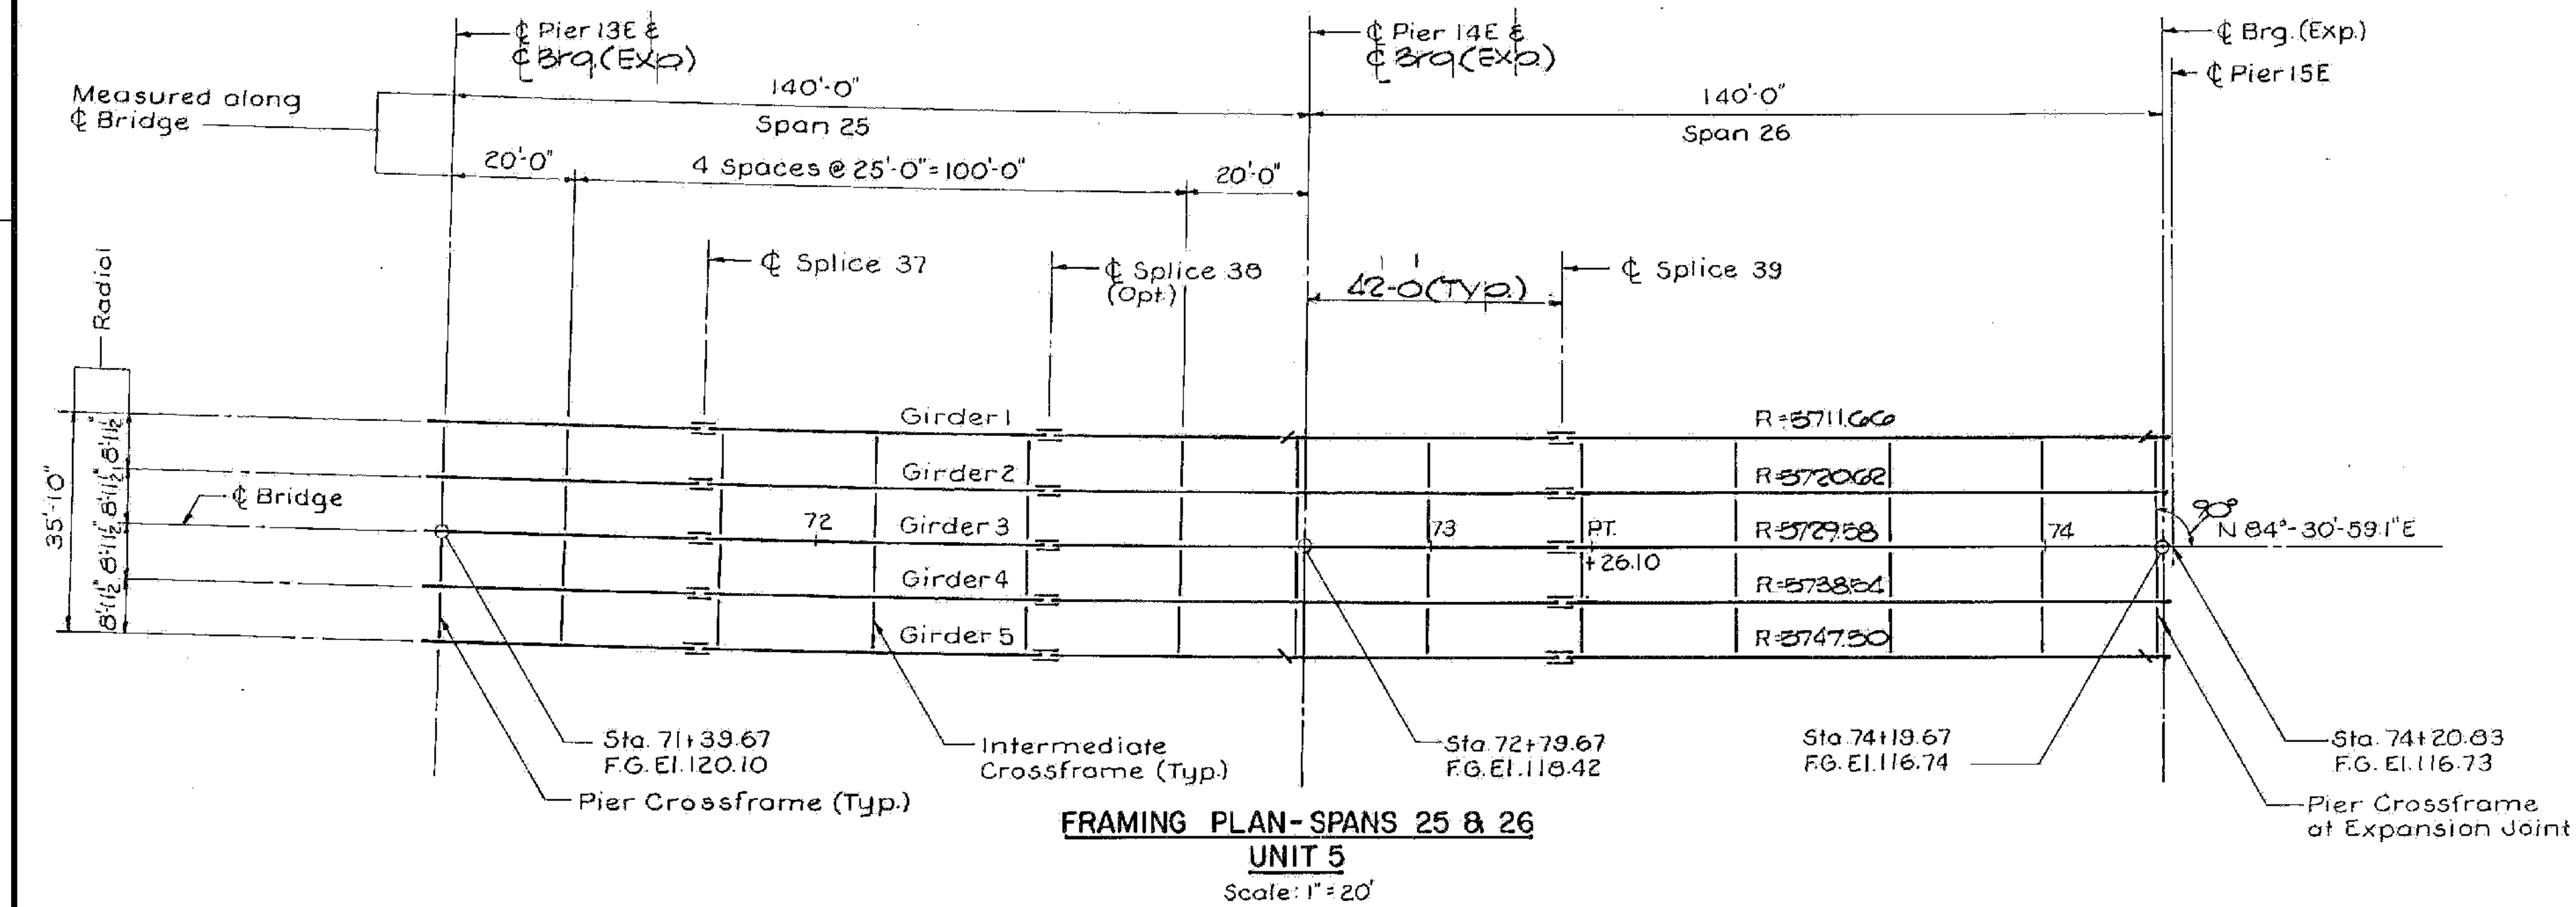 ℄ Pier 13E &
℄ Brg.(Exp.)
℄ Pier 14E &
℄ Brg.(Exp.)
℄ Brg.(Exp.)
℄ Pier 15E
Measured along
℄ Bridge
140'-0"
Span 25
140'-0"
Span 26
20'-0"
4 Spaces @ 25'-0"=100'-0"
20'-0"
℄ Splice 37
℄ Splice 38
(Opt.)
42'-0(TYP.)
℄ Splice 39
Radial
35'-10"
8'-11½" 8'-11½" 8'-11½" 8'-11½"
℄ Bridge
Girder 1
R=5711.66
Girder 2
R=5720.62
72
Girder 3
73
PT.
+26.10
R=5729.58
74
90°
N 84°-30'-59.1"E
Girder 4
R=5738.54
Girder 5
R=5747.50
Sta. 71+39.67
F.G. El. 120.10
Pier Crossframe (Typ.)
Intermediate
Crossframe (Typ.)
Sta. 72+79.67
F.G. El. 118.42
Sta. 74+19.67
F.G. El. 116.74
Sta. 74+20.83
F.G. El. 116.73
Pier Crossframe
at Expansion Joint
FRAMING PLAN-SPANS 25 & 26
UNIT 5
Scale: 1"=20'